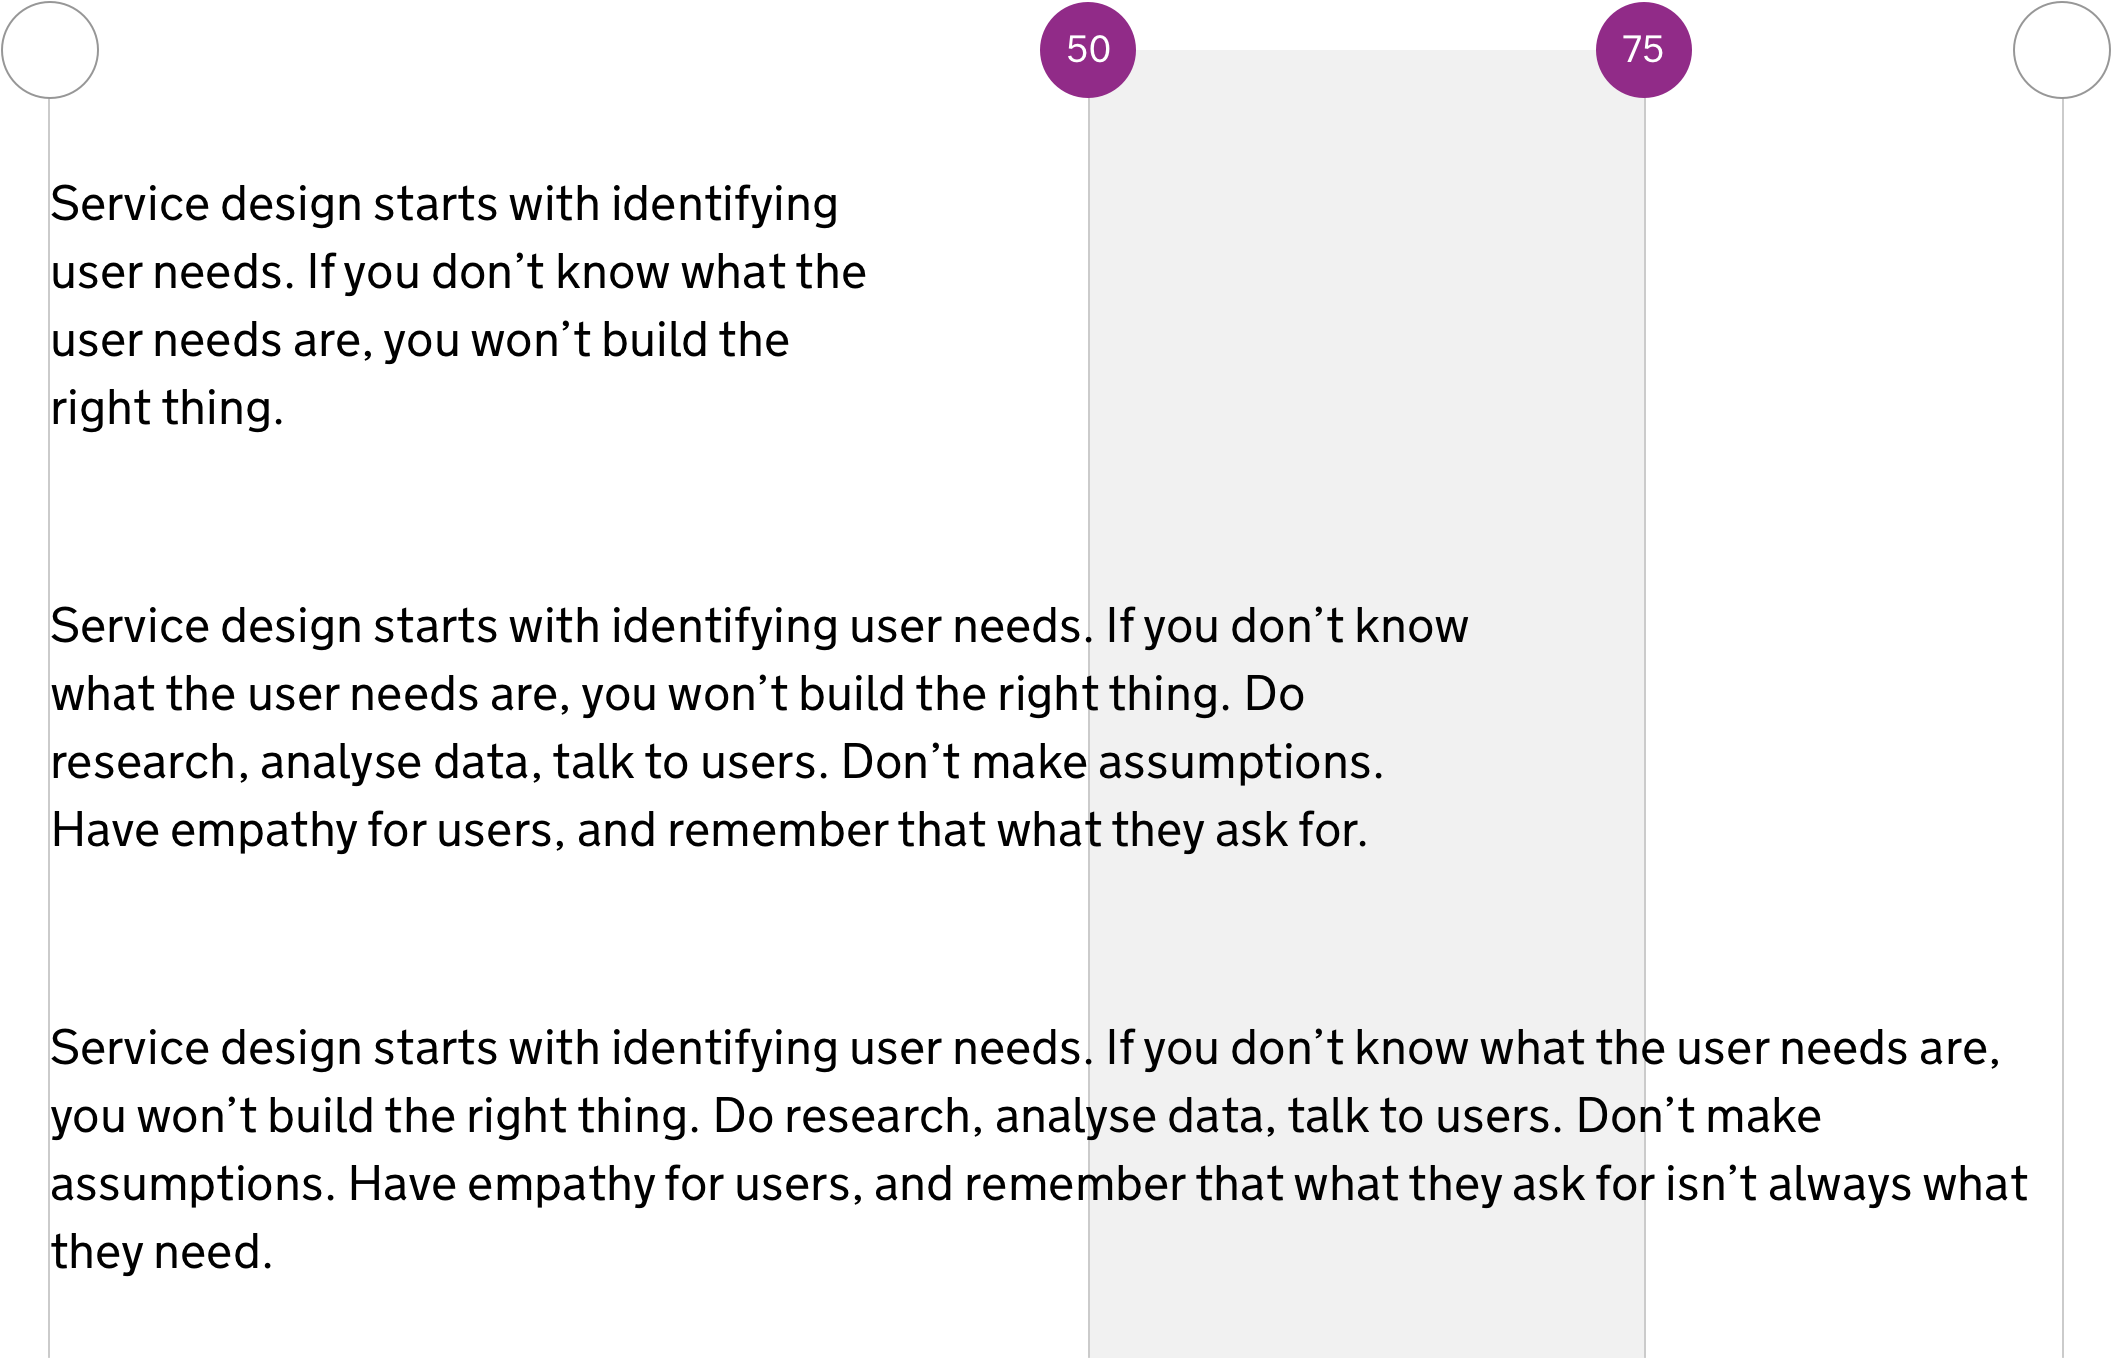 50
75
Service design starts with identifying
user needs. If you don’t know what the
user needs are, you won’t build the
right thing.
Service design starts with identifying user needs. If you don’t know
what the user needs are, you won’t build the right thing. Do
research, analyse data, talk to users. Don’t make assumptions.
Have empathy for users, and remember that what they ask for.
Service design starts with identifying user needs. If you don’t know what the user needs are,
you won’t build the right thing. Do research, analyse data, talk to users. Don’t make
assumptions. Have empathy for users, and remember that what they ask for isn’t always what
they need.